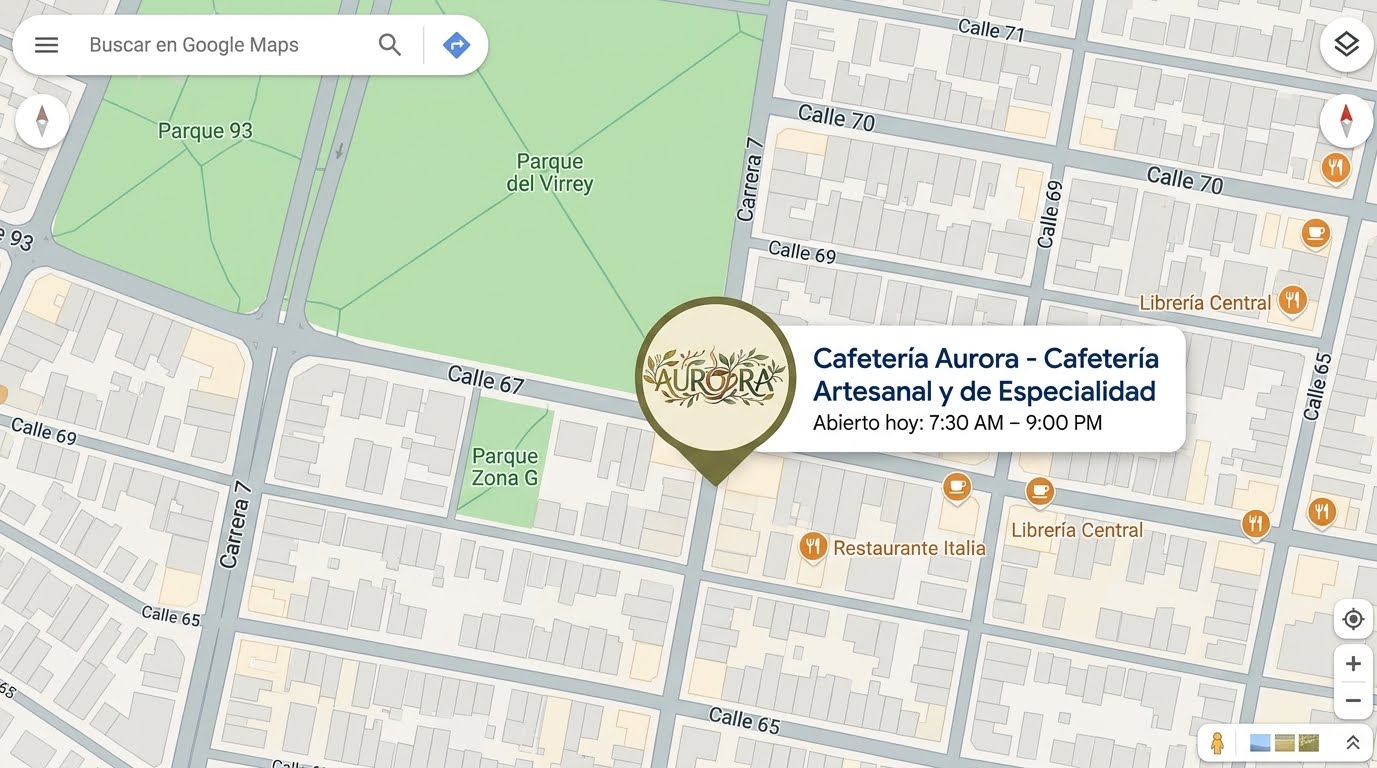 Buscar en Google Maps
Calle 71
Parque 93
Calle 70
Parque
del Virrey
Carrera 7
Calle 70
Calle 69
Calle 69
e 93
Librería Central
AURORA
Cafetería Aurora - Cafetería
Artesanal y de Especialidad
Abierto hoy: 7:30 AM – 9:00 PM
Calle 67
Calle 65
Calle 69
Parque
Zona G
Carrera 7
Librería Central
Restaurante Italia
Calle 65
65
Calle 65